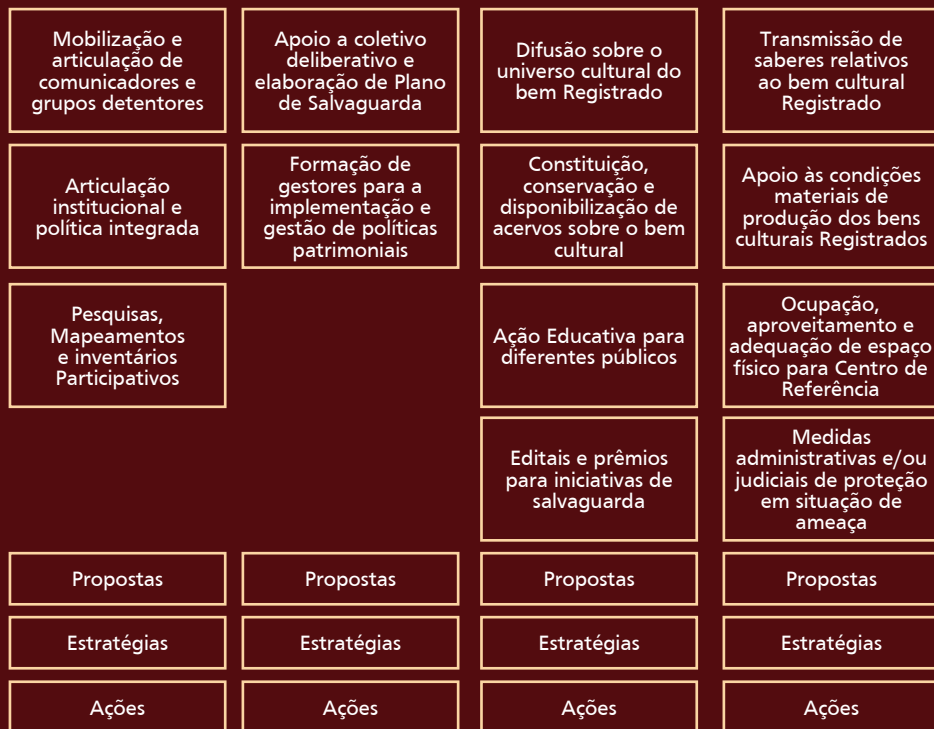 Mobilização e
articulação de
comunicadores e
grupos detentores
Apoio a coletivo
deliberativo e
elaboração de Plano
de Salvaguarda
Difusão sobre o
universo cultural do
bem Registrado
Transmissão de
saberes relativos
ao bem cultural
Registrado
Articulação
institucional e
política integrada
Formação de
gestores para a
implementação e
gestão de políticas
patrimoniais
Constituição,
conservação e
disponibilização de
acervos sobre o bem
cultural
Apoio às condições
materiais de
produção dos bens
culturais Registrados
Pesquisas,
Mapeamentos
e inventários
Participativos
Ação Educativa para
diferentes públicos
Ocupação,
aproveitamento e
adequação de espaço
físico para Centro de
Referência
Editais e prêmios
para iniciativas de
salvaguarda
Medidas
administrativas e/ou
judiciais de proteção
em situação de
ameaça
Propostas
Propostas
Propostas
Propostas
Estratégias
Estratégias
Estratégias
Estratégias
Ações
Ações
Ações
Ações